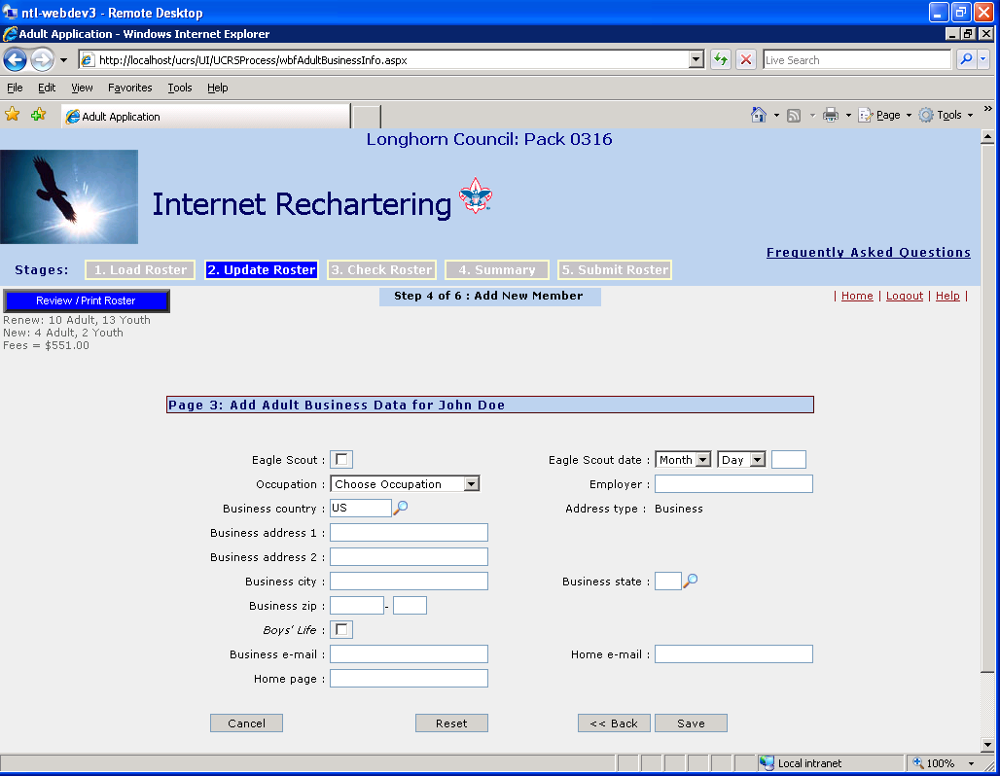 ntl-webdev3 - Remote Desktop
Adult Application - Windows Internet Explorer
http://localhost/ucrs/UI/UCRSProcess/wbfAdultBusinessInfo.aspx
Live Search
File Edit View Favorites Tools Help
Adult Application
Page Tools »
Longhorn Council: Pack 0316
Internet Rechartering
Frequently Asked Questions
Stages: 1. Load Roster 2. Update Roster 3. Check Roster 4. Summary 5. Submit Roster
Review / Print Roster
Step 4 of 6 : Add New Member
| Home | Logout | Help |
Renew: 10 Adult, 13 Youth
New: 4 Adult, 2 Youth
Fees = $551.00
Page 3: Add Adult Business Data for John Doe
Eagle Scout : Eagle Scout date : Month Day
Occupation : Choose Occupation Employer :
Business country : US Address type : Business
Business address 1 :
Business address 2 :
Business city : Business state :
Business zip : -
Boys' Life :
Business e-mail : Home e-mail :
Home page :
Cancel Reset << Back Save
Local intranet 100%